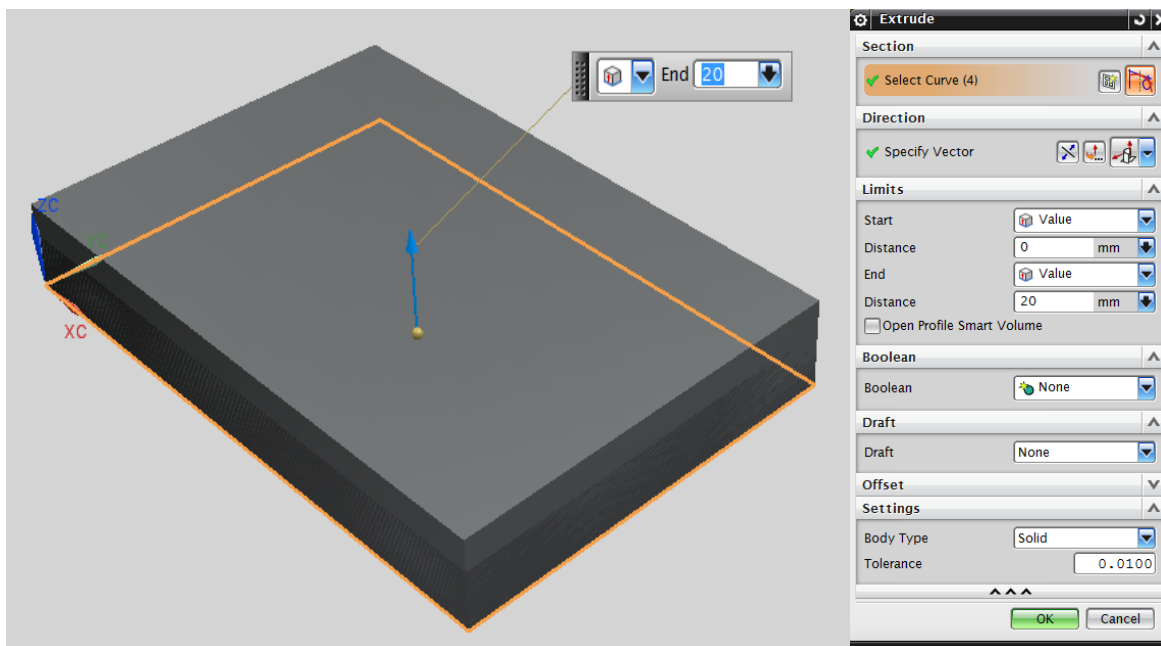 End 20
ZC
YC
XC
Extrude
Section
Select Curve (4)
Direction
Specify Vector
Limits
Start Value
Distance 0 mm
End Value
Distance 20 mm
Open Profile Smart Volume
Boolean
Boolean None
Draft
Draft None
Offset
Settings
Body Type Solid
Tolerance 0.0100
OK Cancel